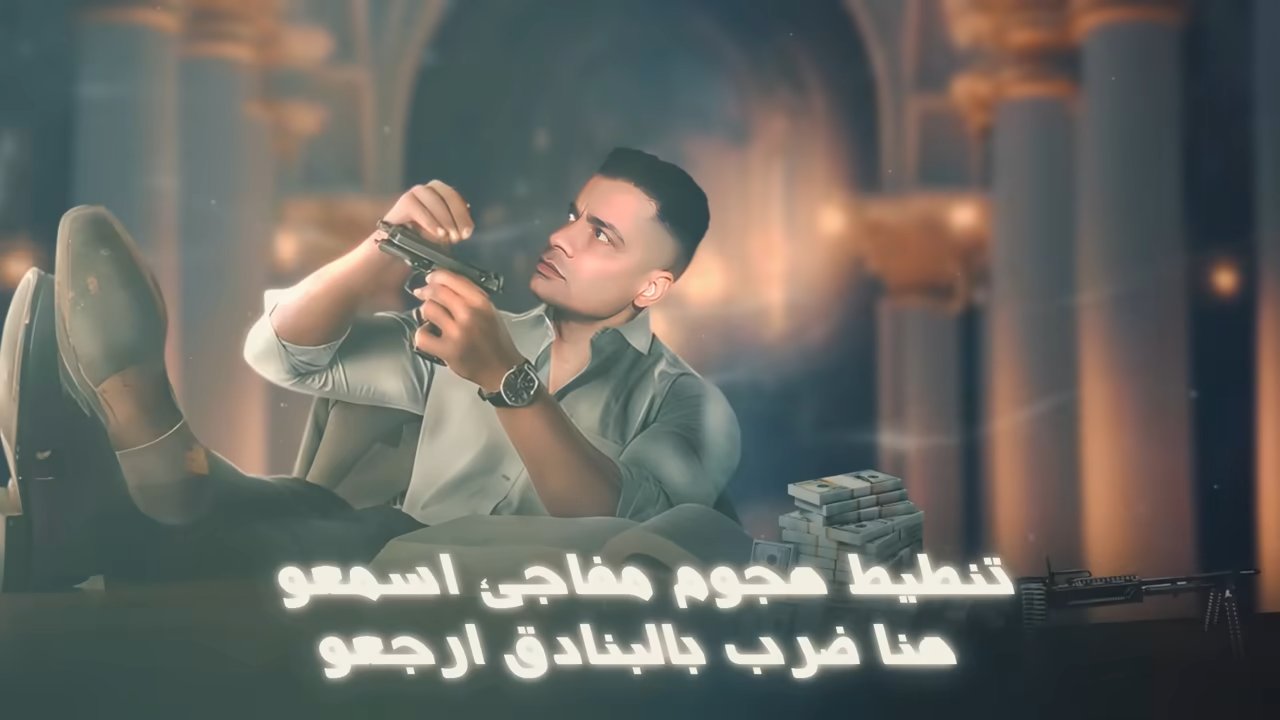 تنطيط هجوم مفاجئ اسمعو
هنا ضرب بالبنادق ارجعو